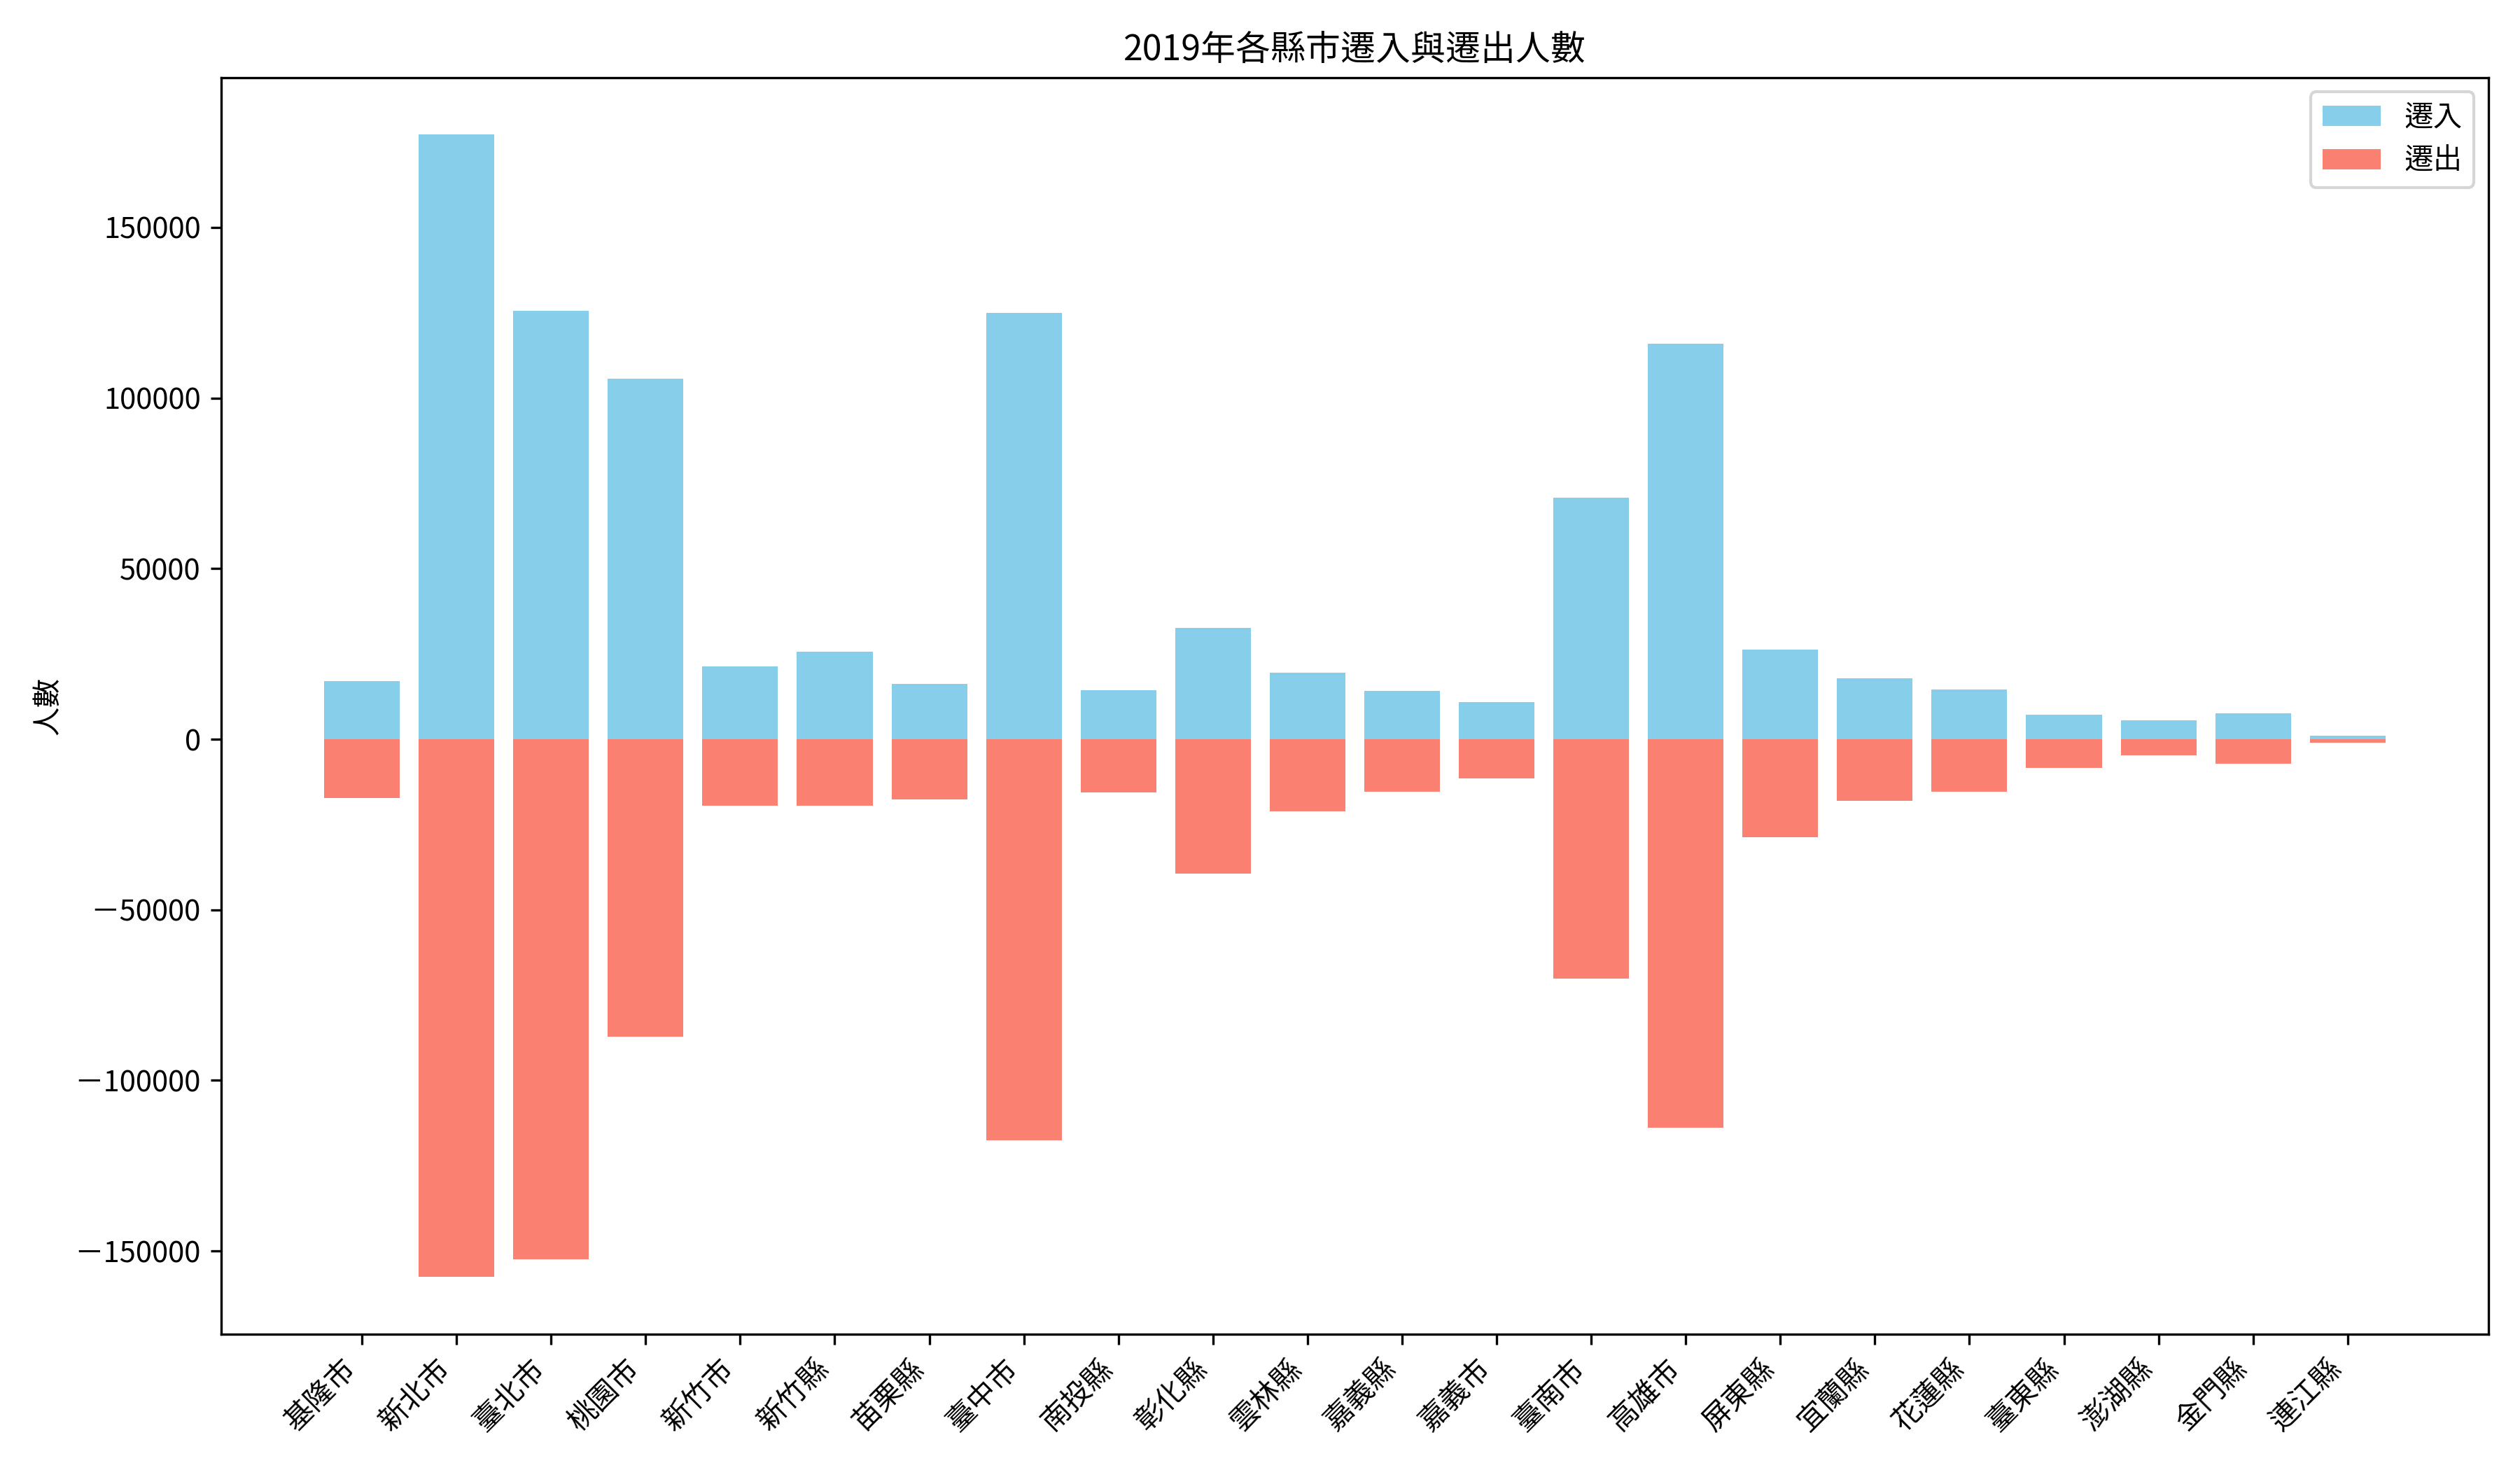 2019年各縣市遷入與遷出人數
遷入
遷出
人數
150000
100000
50000
0
−50000
−100000
−150000
基隆市
新北市
臺北市
桃園市
新竹市
新竹縣
苗栗縣
臺中市
南投縣
彰化縣
雲林縣
嘉義縣
嘉義市
臺南市
高雄市
屏東縣
宜蘭縣
花蓮縣
臺東縣
澎湖縣
金門縣
連江縣